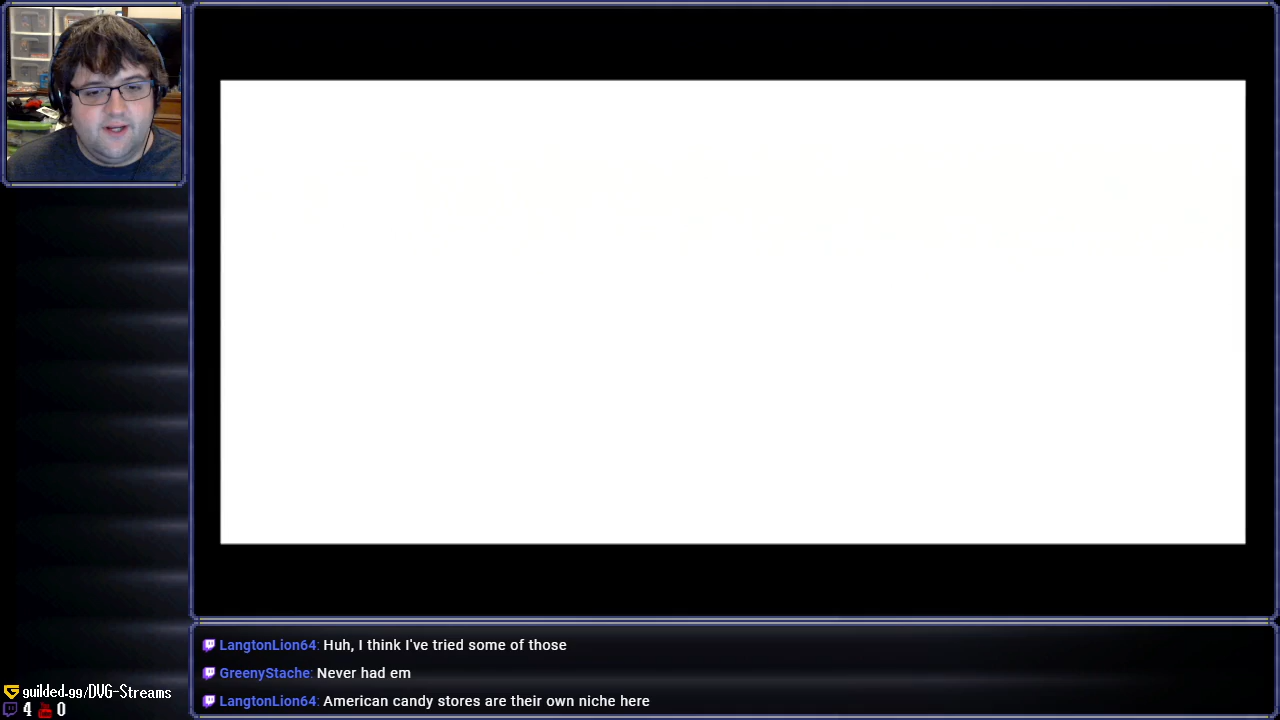 LangtonLion64: Huh, I think I've tried some of those
GreenyStache: Never had em
LangtonLion64: American candy stores are their own niche here
guilded.gg/DVG-Streams
4 0